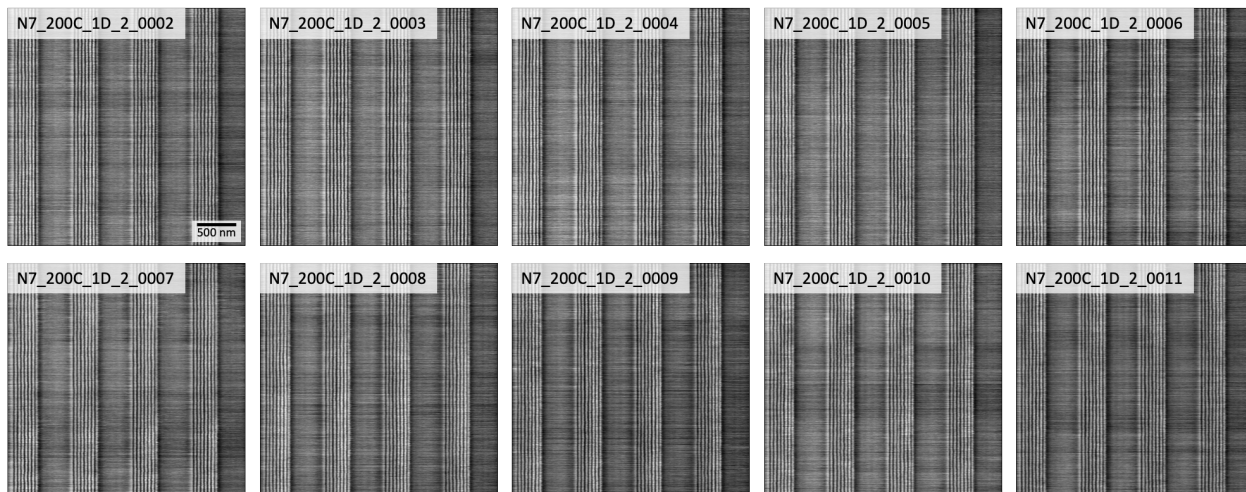 N7_200C_1D_2_0002
N7_200C_1D_2_0003
N7_200C_1D_2_0004
N7_200C_1D_2_0005
N7_200C_1D_2_0006
500 nm
N7_200C_1D_2_0007
N7_200C_1D_2_0008
N7_200C_1D_2_0009
N7_200C_1D_2_0010
N7_200C_1D_2_0011